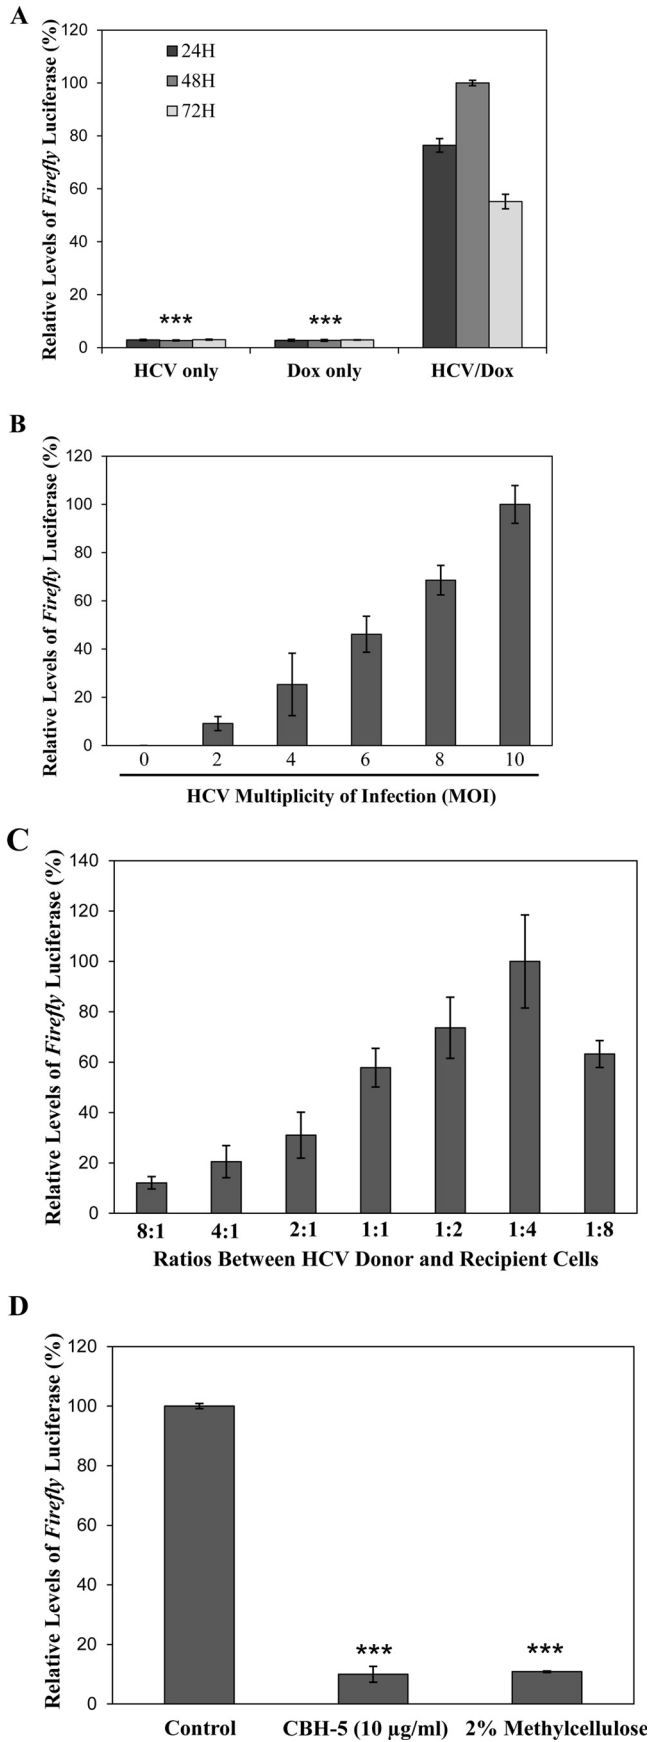 A
Relative Levels of Firefly Luciferase (%)
120
100
80
60
40
20
0
24H
48H
72H
***
***
HCV only Dox only HCV/Dox
B
Relative Levels of Firefly Luciferase (%)
120
100
80
60
40
20
0
0 2 4 6 8 10
HCV Multiplicity of Infection (MOI)
C
Relative Levels of Firefly Luciferase (%)
140
120
100
80
60
40
20
0
8:1 4:1 2:1 1:1 1:2 1:4 1:8
Ratios Between HCV Donor and Recipient Cells
D
Relative Levels of Firefly Luciferase (%)
120
100
80
60
40
20
0
***
***
Control CBH-5 (10 µg/ml) 2% Methylcellulose